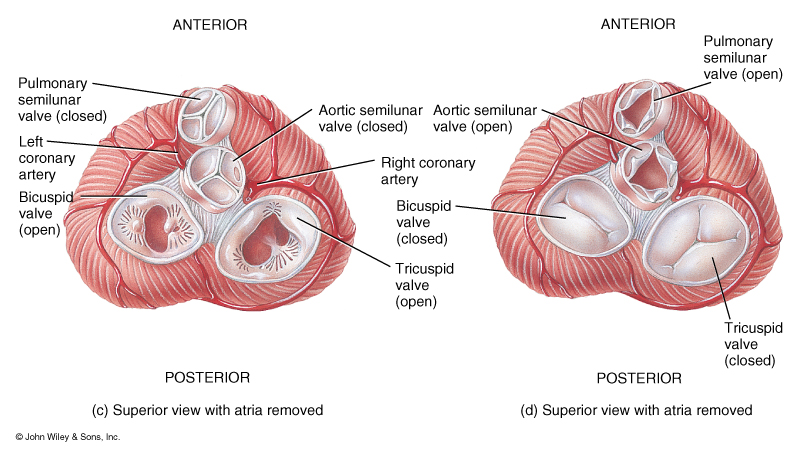 ANTERIOR
Pulmonary
semilunar
valve (closed)
Left
coronary
artery
Bicuspid
valve
(open)
Aortic semilunar
valve (closed)
Right coronary
artery
Tricuspid
valve
(open)
POSTERIOR
(c) Superior view with atria removed
ANTERIOR
Pulmonary
semilunar
valve (open)
Aortic semilunar
valve (open)
Bicuspid
valve
(closed)
Tricuspid
valve
(closed)
POSTERIOR
(d) Superior view with atria removed
© John Wiley & Sons, Inc.